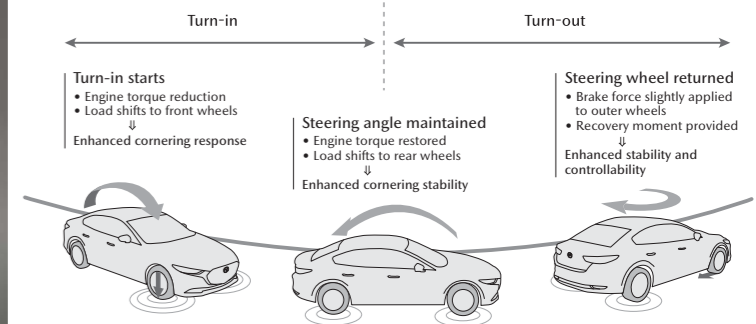 Turn-in
Turn-out
Turn-in starts
• Engine torque reduction
• Load shifts to front wheels
⇓
Enhanced cornering response
Steering angle maintained
• Engine torque restored
• Load shifts to rear wheels
⇓
Enhanced cornering stability
Steering wheel returned
• Brake force slightly applied
to outer wheels
• Recovery moment provided
⇓
Enhanced stability and
controllability